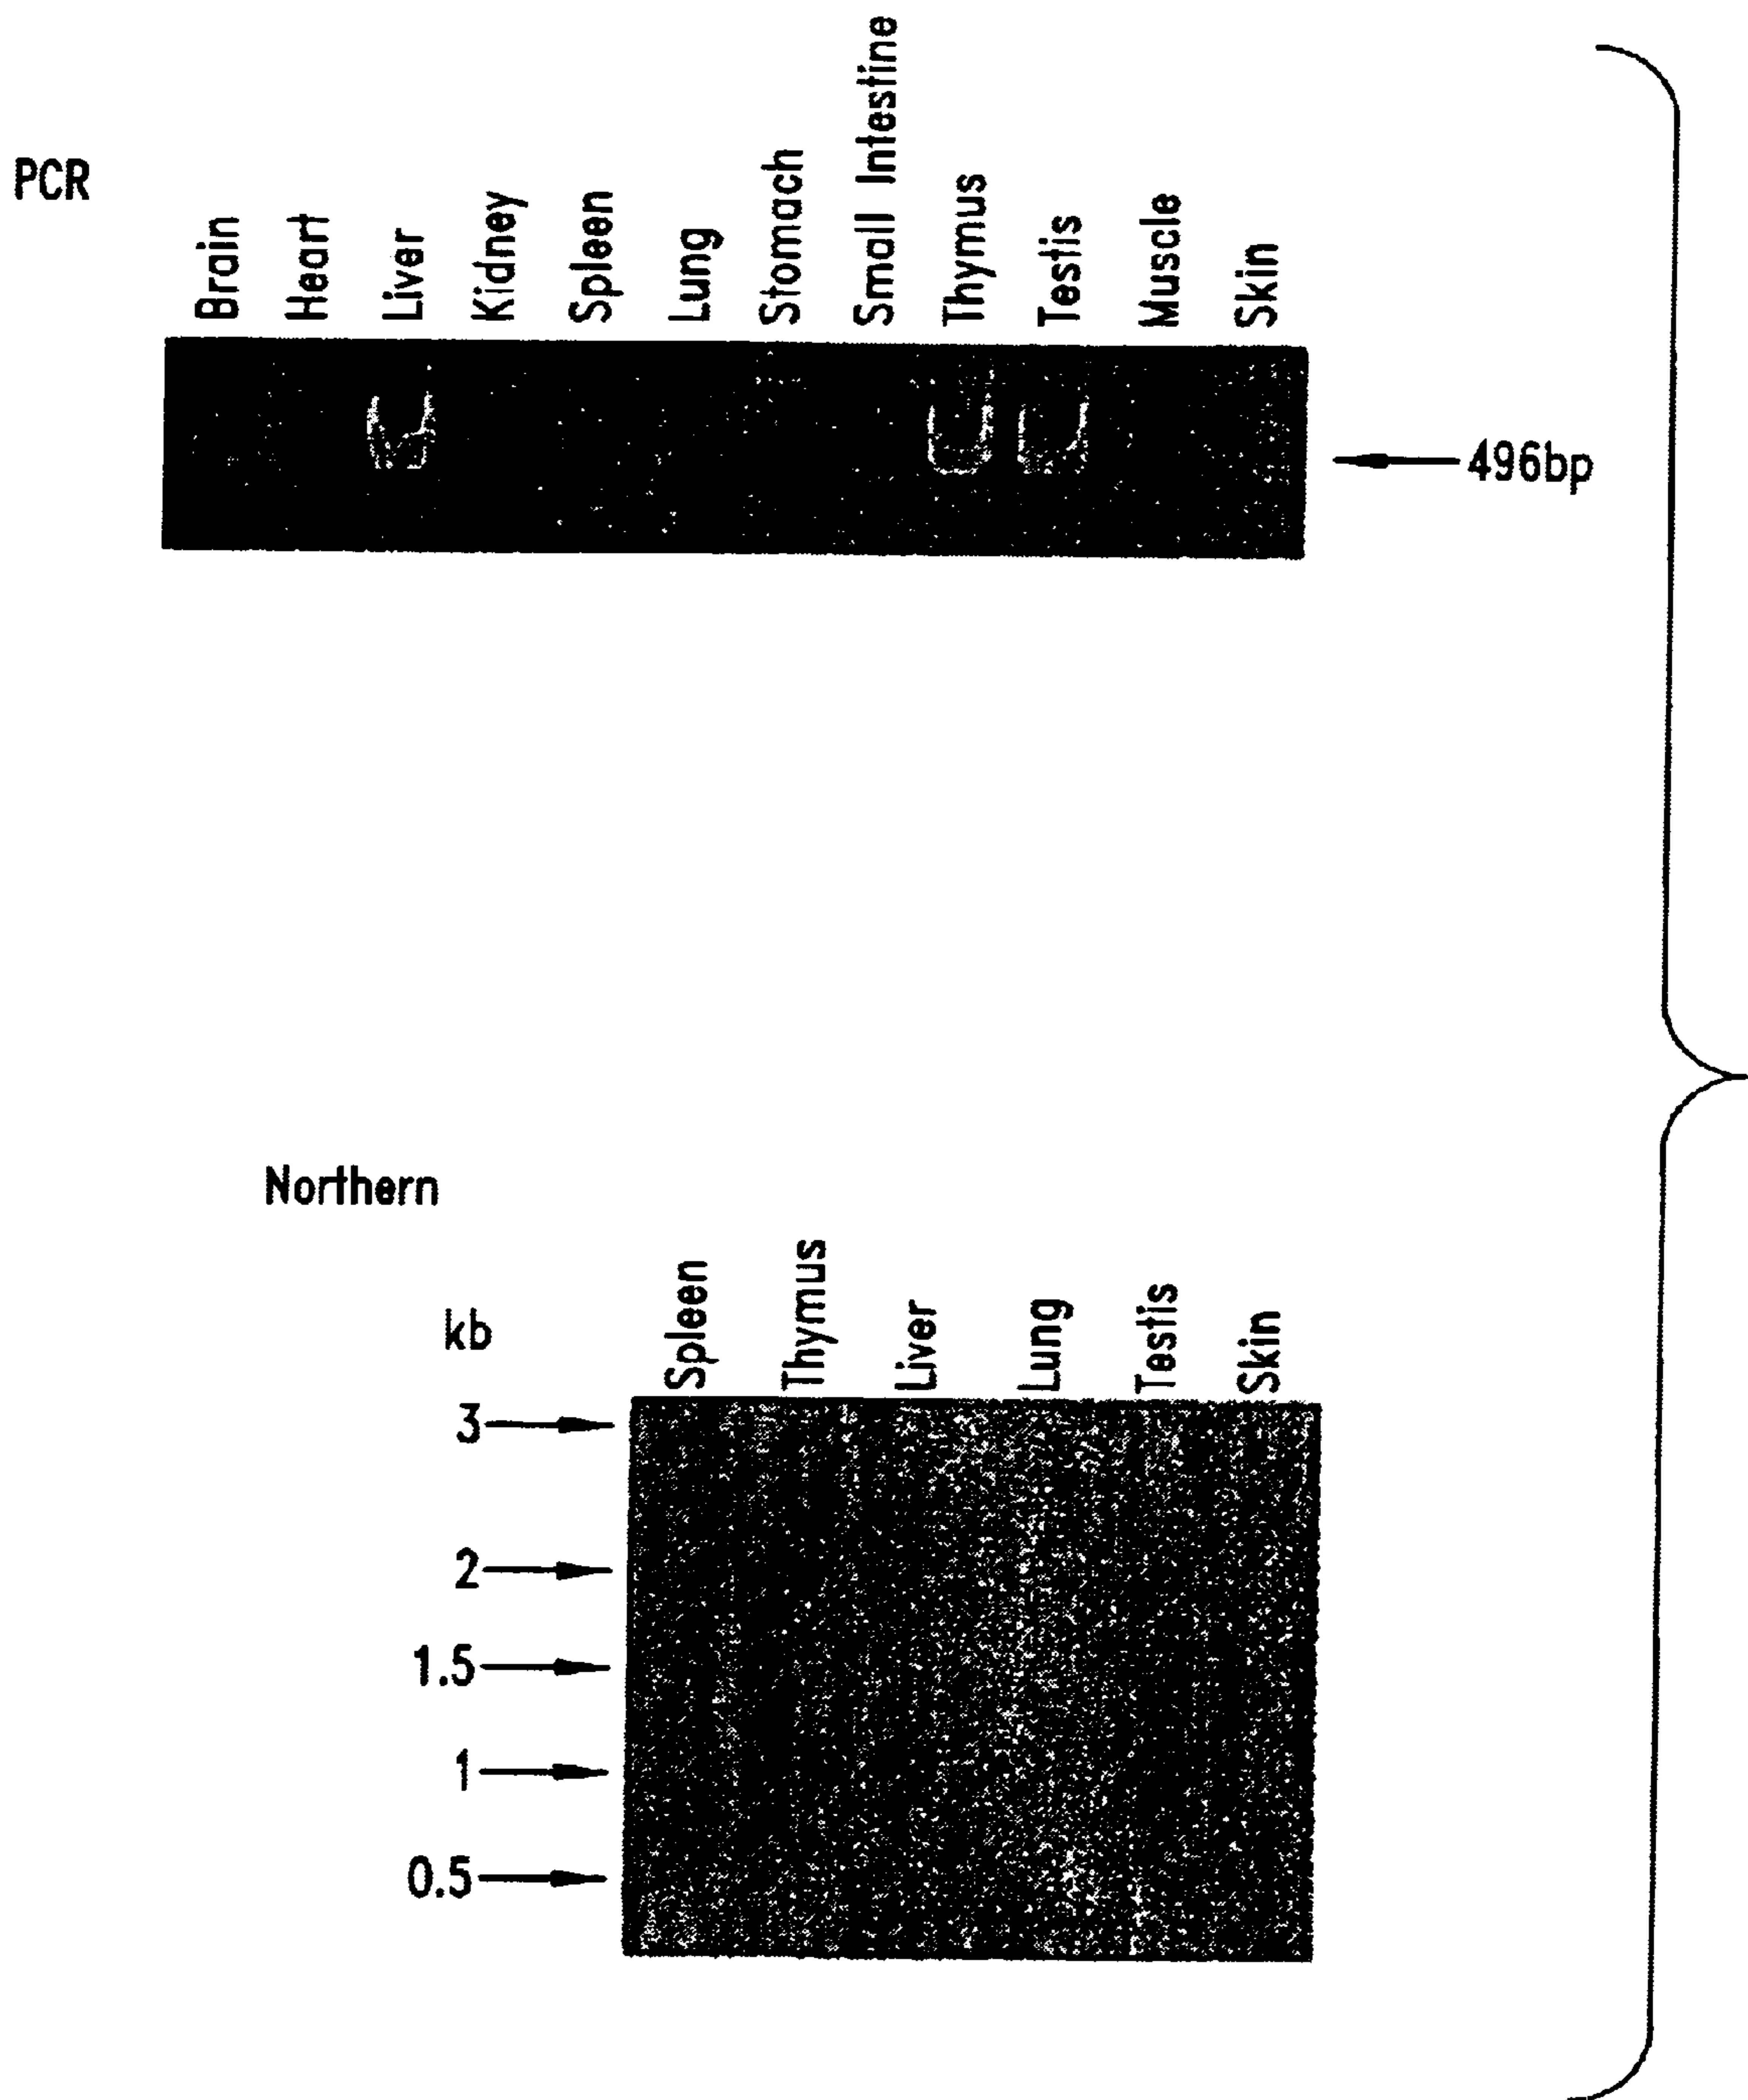 PCR
Brain
Heart
Liver
Kidney
Spleen
Lung
Stomach
Small Intestine
Thymus
Testis
Muscle
Skin
496bp
Northern
kb
Spleen
Thymus
Liver
Lung
Testis
Skin
3
2
1.5
1
0.5